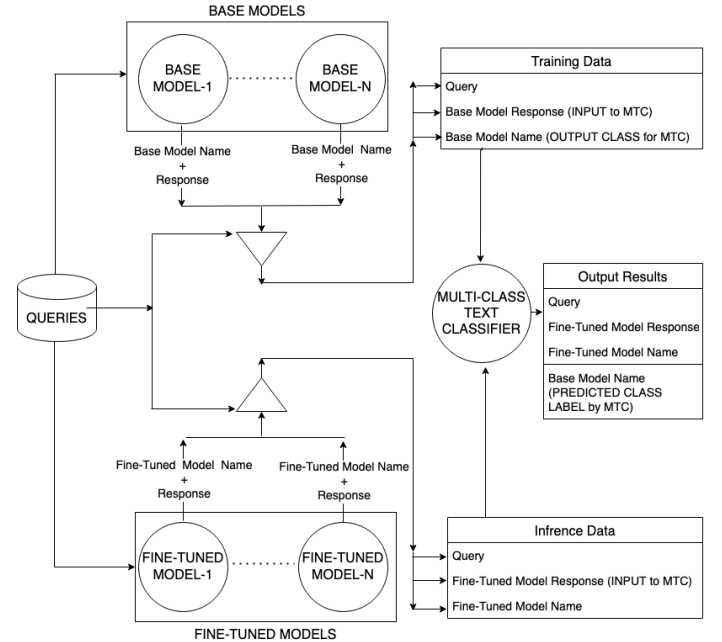 BASE MODELS
BASE
MODEL-1
BASE
MODEL-N
Base Model Name
+
Response
Base Model Name
+
Response
Training Data
Query
Base Model Response (INPUT to MTC)
Base Model Name (OUTPUT CLASS for MTC)
QUERIES
MULTI-CLASS
TEXT
CLASSIFIER
Output Results
Query
Fine-Tuned Model Response
Fine-Tuned Model Name
Base Model Name
(PREDICTED CLASS
LABEL by MTC)
Fine-Tuned Model Name
+
Response
Fine-Tuned Model Name
+
Response
FINE-TUNED
MODEL-1
FINE-TUNED
MODEL-N
FINE-TUNED MODELS
Infrence Data
Query
Fine-Tuned Model Response (INPUT to MTC)
Fine-Tuned Model Name